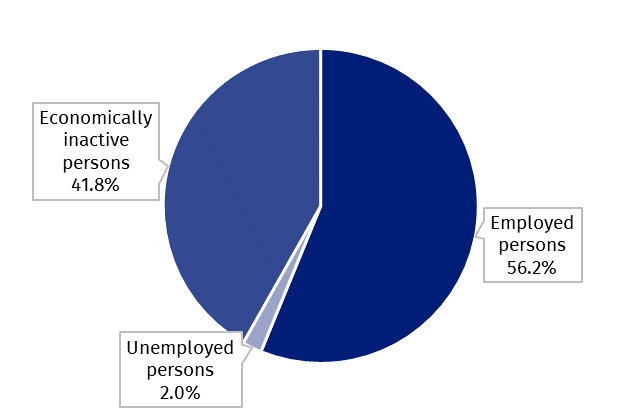 Economically
inactive
persons
41.8%
Employed
persons
56.2%
Unemployed
persons
2.0%